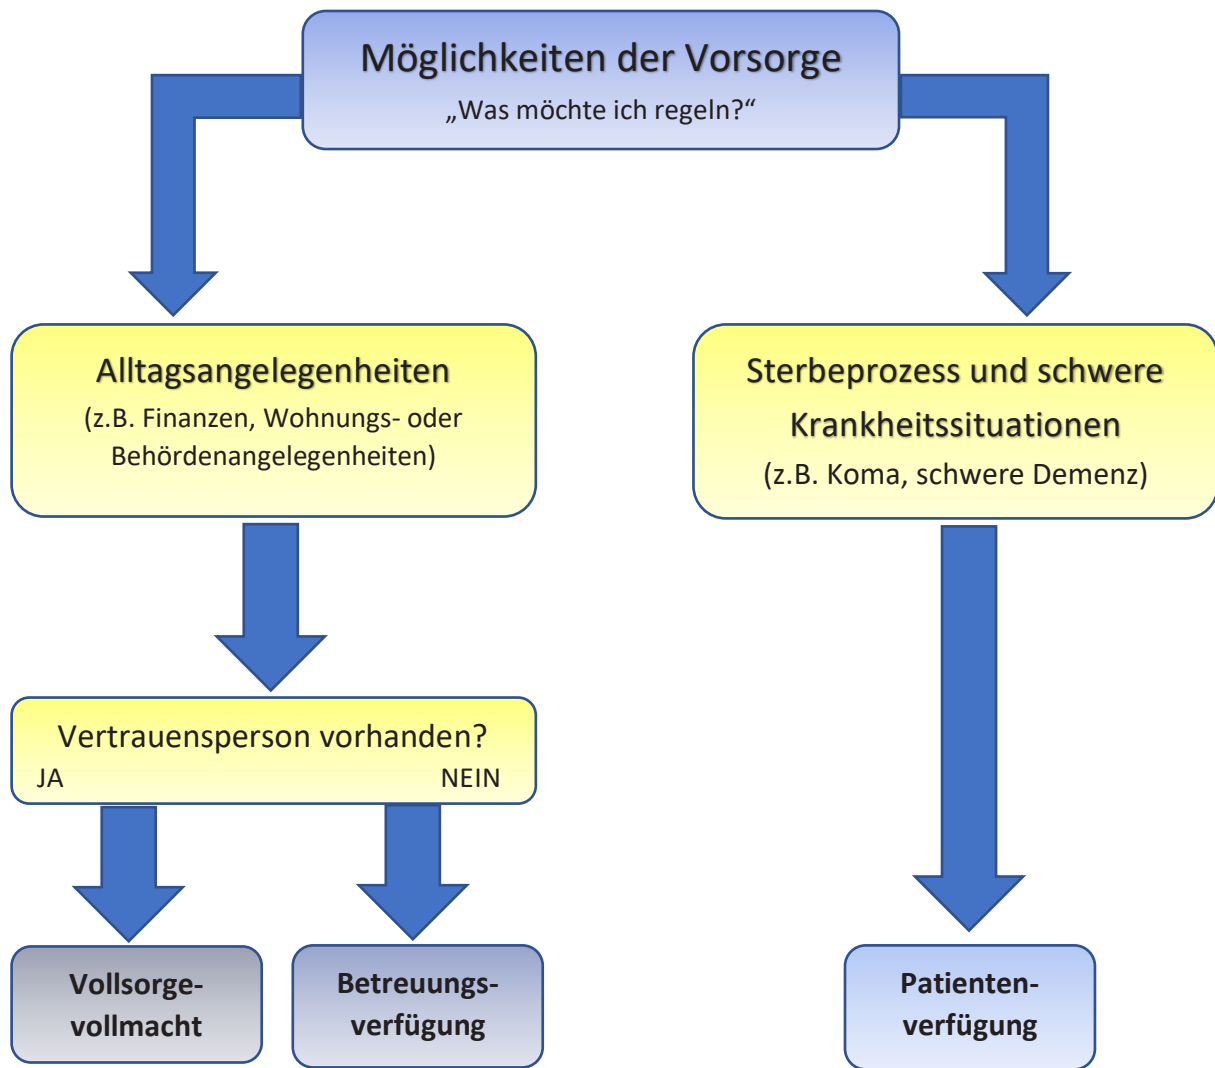 Möglichkeiten der Vorsorge
„Was möchte ich regeln?“
Alltagsangelegenheiten
(z.B. Finanzen, Wohnungs- oder
Behördenangelegenheiten)
Sterbeprozess und schwere
Krankheitssituationen
(z.B. Koma, schwere Demenz)
Vertrauensperson vorhanden?
JA NEIN
Vollsorge-
vollmacht
Betreuungs-
verfügung
Patienten-
verfügung